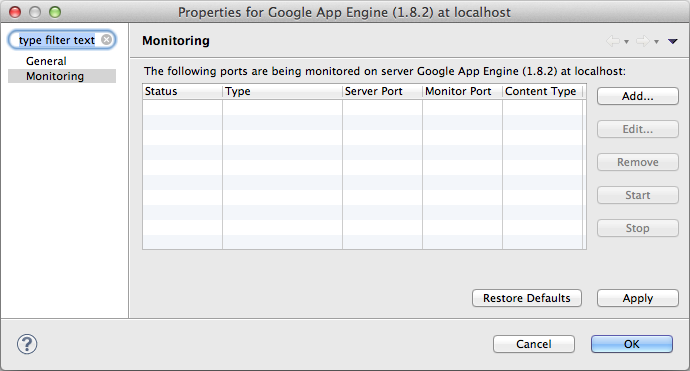 Properties for Google App Engine (1.8.2) at localhost
type filter text
General
Monitoring
Monitoring
The following ports are being monitored on server Google App Engine (1.8.2) at localhost:
Status Type Server Port Monitor Port Content Type
Add...
Edit...
Remove
Start
Stop
Restore Defaults Apply
? Cancel OK